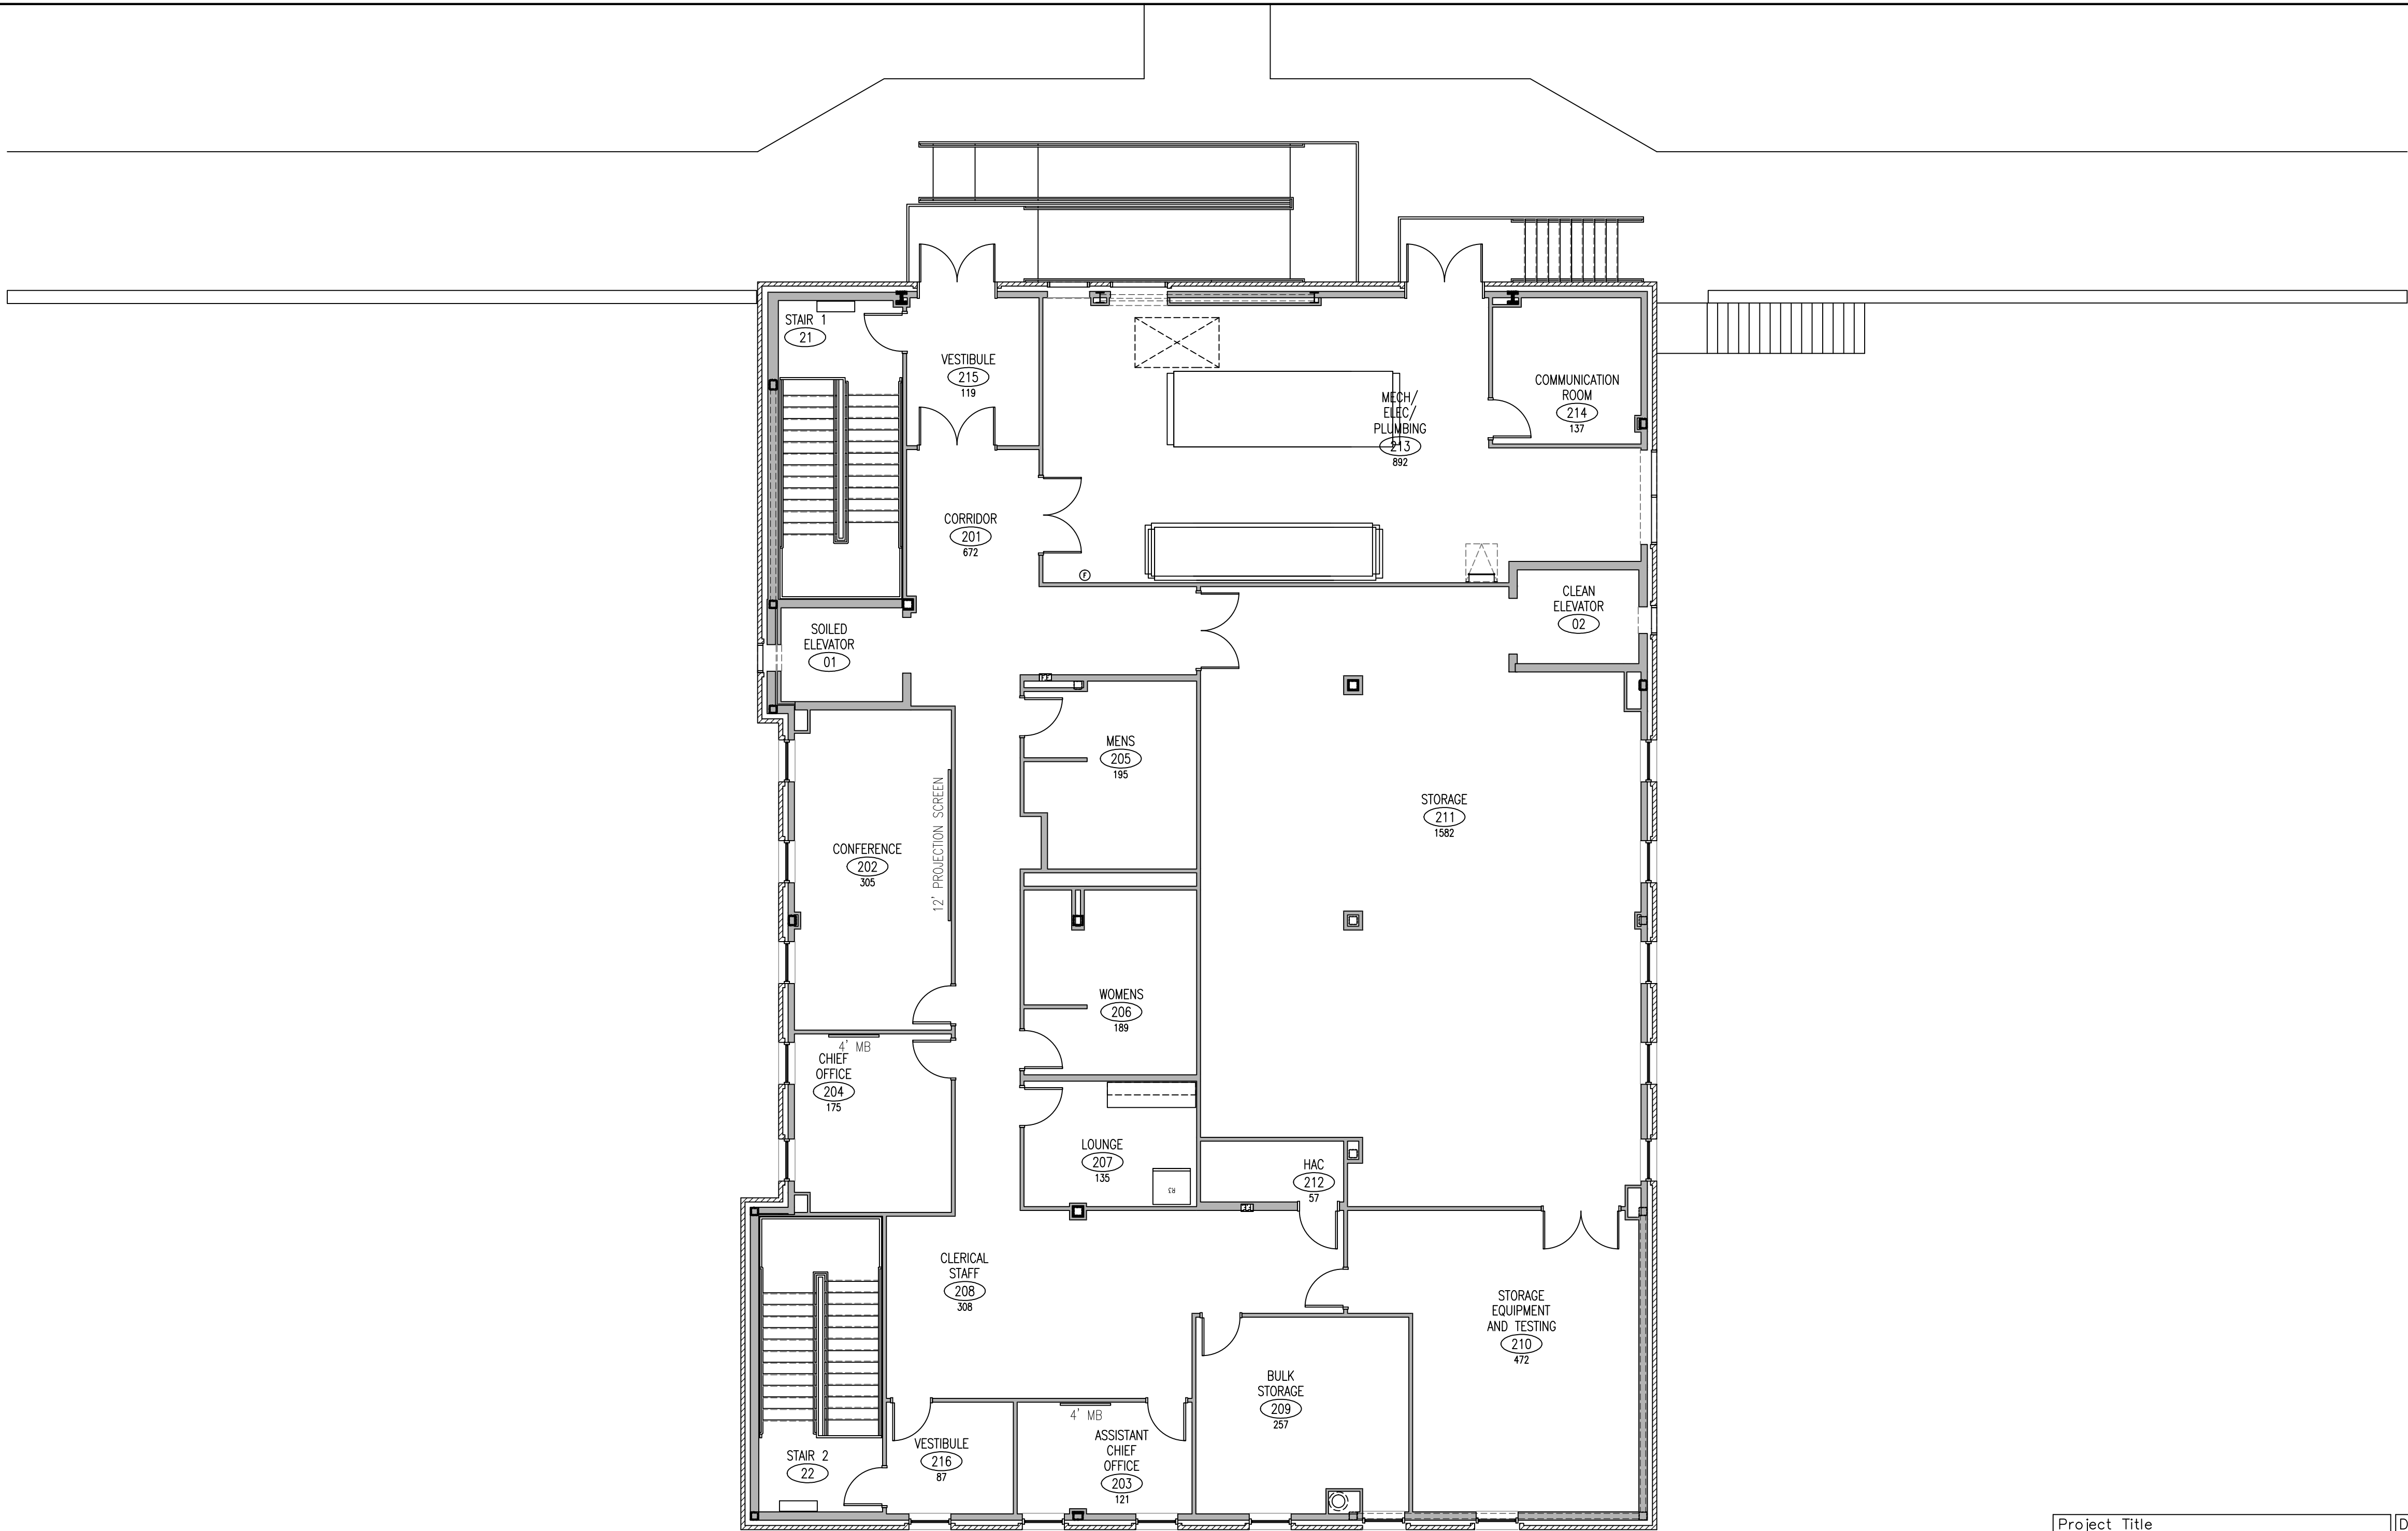 STAIR 1
21
VESTIBULE
215
119
COMMUNICATION
ROOM
214
137
MECH/
ELEC/
PLUMBING
213
892
CORRIDOR
201
672
F
CLEAN
ELEVATOR
02
SOILED
ELEVATOR
01
MENS
205
195
12' PROJECTION SCREEN
STORAGE
211
1582
CONFERENCE
202
305
WOMENS
206
189
4' MB
CHIEF
OFFICE
204
175
LOUNGE
207
135
R3
HAC
212
57
CLERICAL
STAFF
208
308
STORAGE
EQUIPMENT
AND TESTING
210
472
BULK
STORAGE
209
257
4' MB
ASSISTANT
CHIEF
OFFICE
203
121
VESTIBULE
216
87
STAIR 2
22
Project Title
D